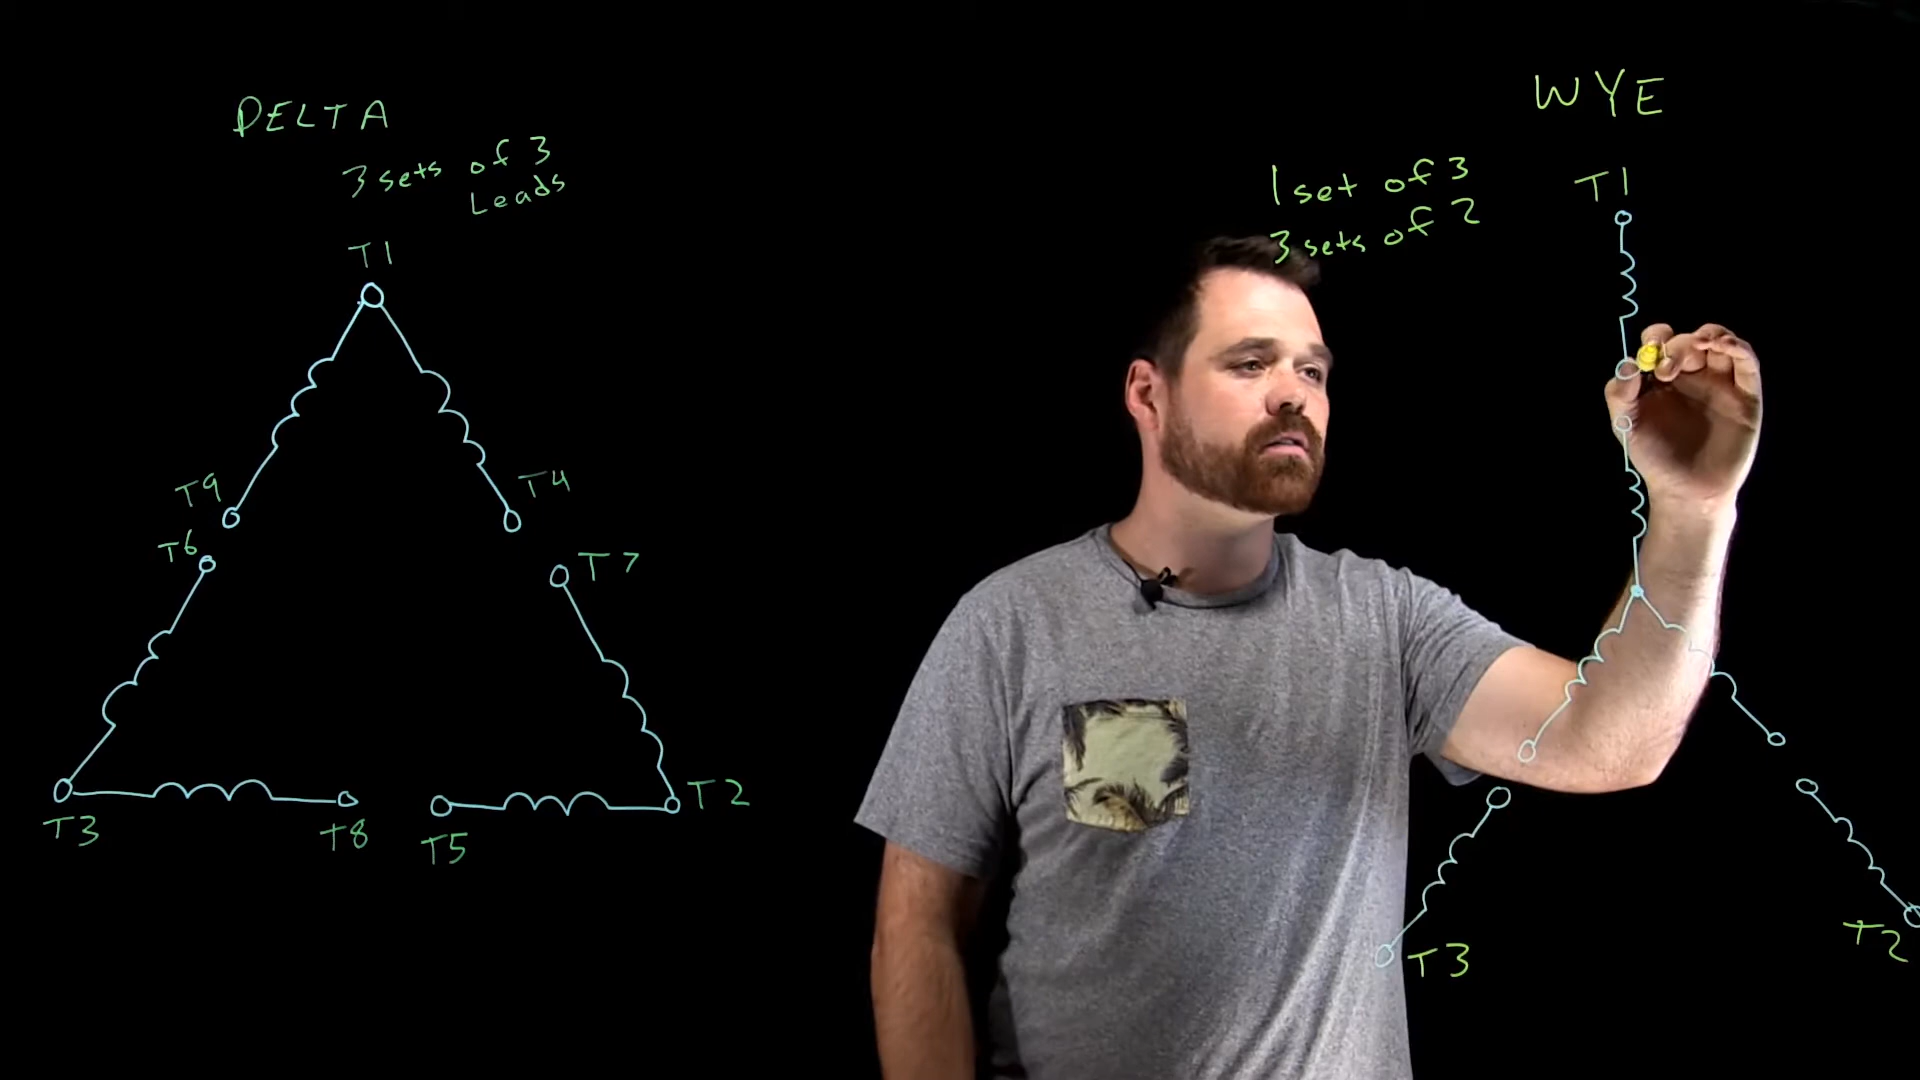 DELTA
3 sets of 3
Leads
T1
T9
T4
T6
T7
T3
T8
T5
T2
WYE
1 set of 3
3 sets of 2
T1
T3
T2